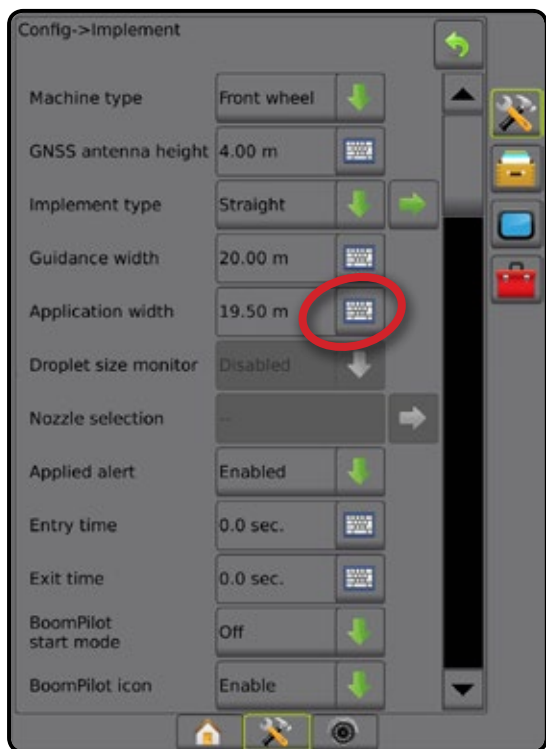 Config->Implement
Machine type Front wheel
GNSS antenna height 4.00 m
Implement type Straight
Guidance width 20.00 m
Application width 19.50 m
Droplet size monitor Disabled
Nozzle selection --
Applied alert Enabled
Entry time 0.0 sec.
Exit time 0.0 sec.
BoomPilot
start mode Off
BoomPilot icon Enable